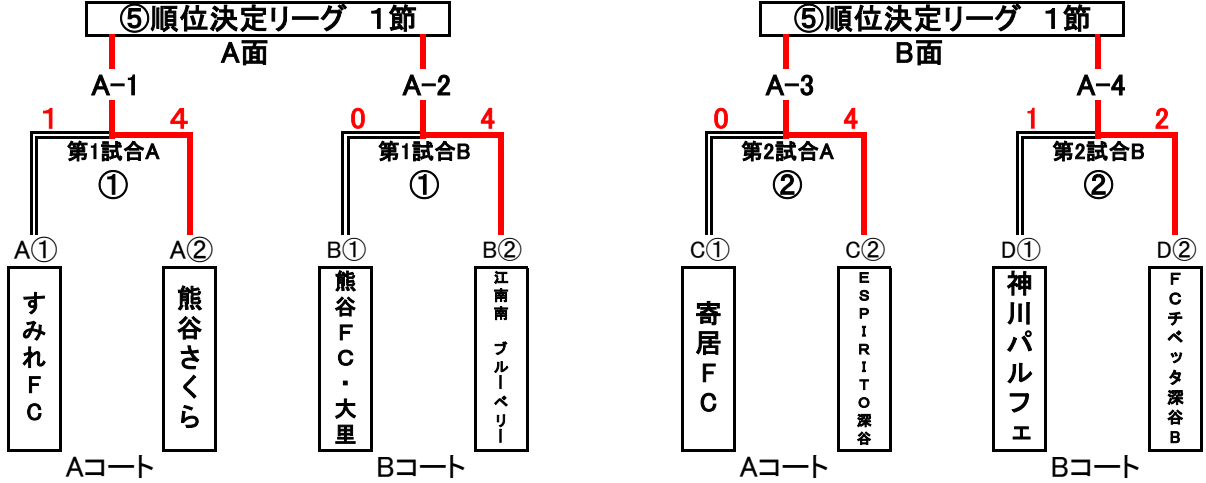 ⑤順位決定リーグ　1節
A面
A-1
A-2
1
4
0
4
第1試合A
第1試合B
①
①
A①
A②
B①
B②
すみれFC
熊谷さくら
熊谷FC・大里
江南南　ブルーベリー
Aコート
Bコート
⑤順位決定リーグ　1節
B面
A-3
A-4
0
4
1
2
第2試合A
第2試合B
②
②
C①
C②
D①
D②
寄居FC
ESPIRITO深谷
神川パルフェ
FCチベッタ深谷B
Aコート
Bコート